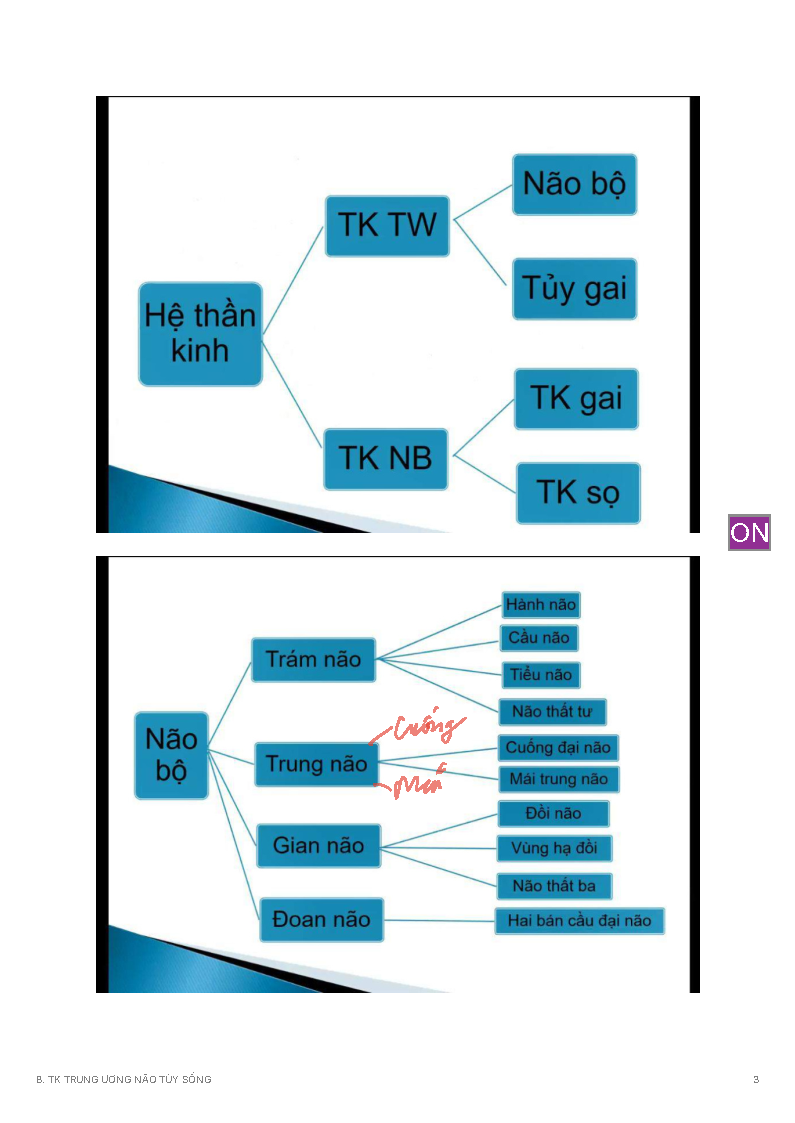 Não bộ
TK TW
Tủy gai
Hệ thần
kinh
TK gai
TK NB
TK sọ
ON
Hành não
Trám não
Cầu não
Tiểu não
Não thất tư
Cuống
Não
bộ
Trung não
Cuống đại não
Mái trung não
Đồi não
Gian não
Vùng hạ đồi
Não thất ba
Đoan não
Hai bán cầu đại não
B. TK TRUNG ƯƠNG NÃO TỦY SỐNG
3